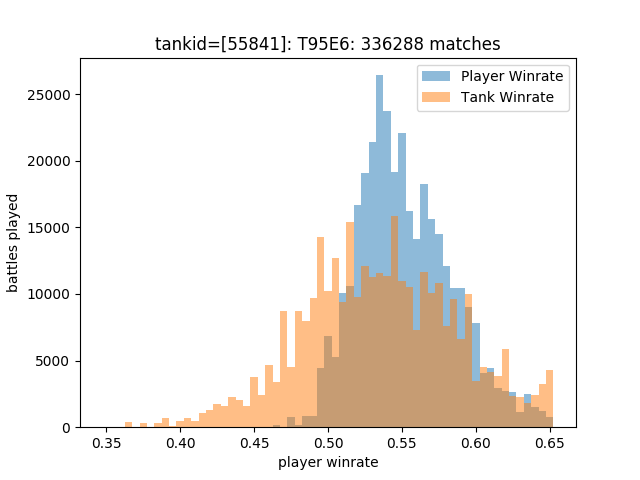 tankid=[55841]: T95E6: 336288 matches
Player Winrate
Tank Winrate
25000
20000
15000
10000
5000
0
battles played
0.35 0.40 0.45 0.50 0.55 0.60 0.65
player winrate